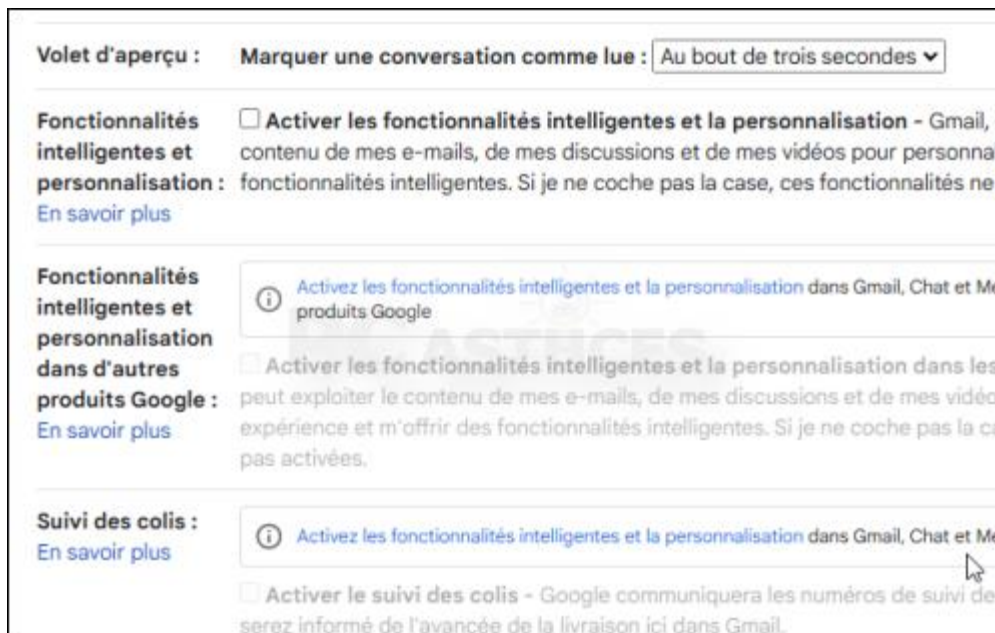 Volet d'aperçu : Marquer une conversation comme lue : Au bout de trois secondes
Fonctionnalités intelligentes et personnalisation :
En savoir plus
Activer les fonctionnalités intelligentes et la personnalisation - Gmail,
contenu de mes e-mails, de mes discussions et de mes vidéos pour personnal
fonctionnalités intelligentes. Si je ne coche pas la case, ces fonctionnalités ne
Fonctionnalités
intelligentes et
personnalisation
dans d'autres
produits Google :
En savoir plus
Activez les fonctionnalités intelligentes et la personnalisation dans Gmail, Chat et Me
produits Google
Activer les fonctionnalités intelligentes et la personnalisation dans les
peut exploiter le contenu de mes e-mails, de mes discussions et de mes vidéo
expérience et m'offrir des fonctionnalités intelligentes. Si je ne coche pas la ca
pas activées.
PC ASTUCES
Suivi des colis :
En savoir plus
Activez les fonctionnalités intelligentes et la personnalisation dans Gmail, Chat et Me
Activer le suivi des colis - Google communiquera les numéros de suivi de
serez informé de l'avancée de la livraison ici dans Gmail.